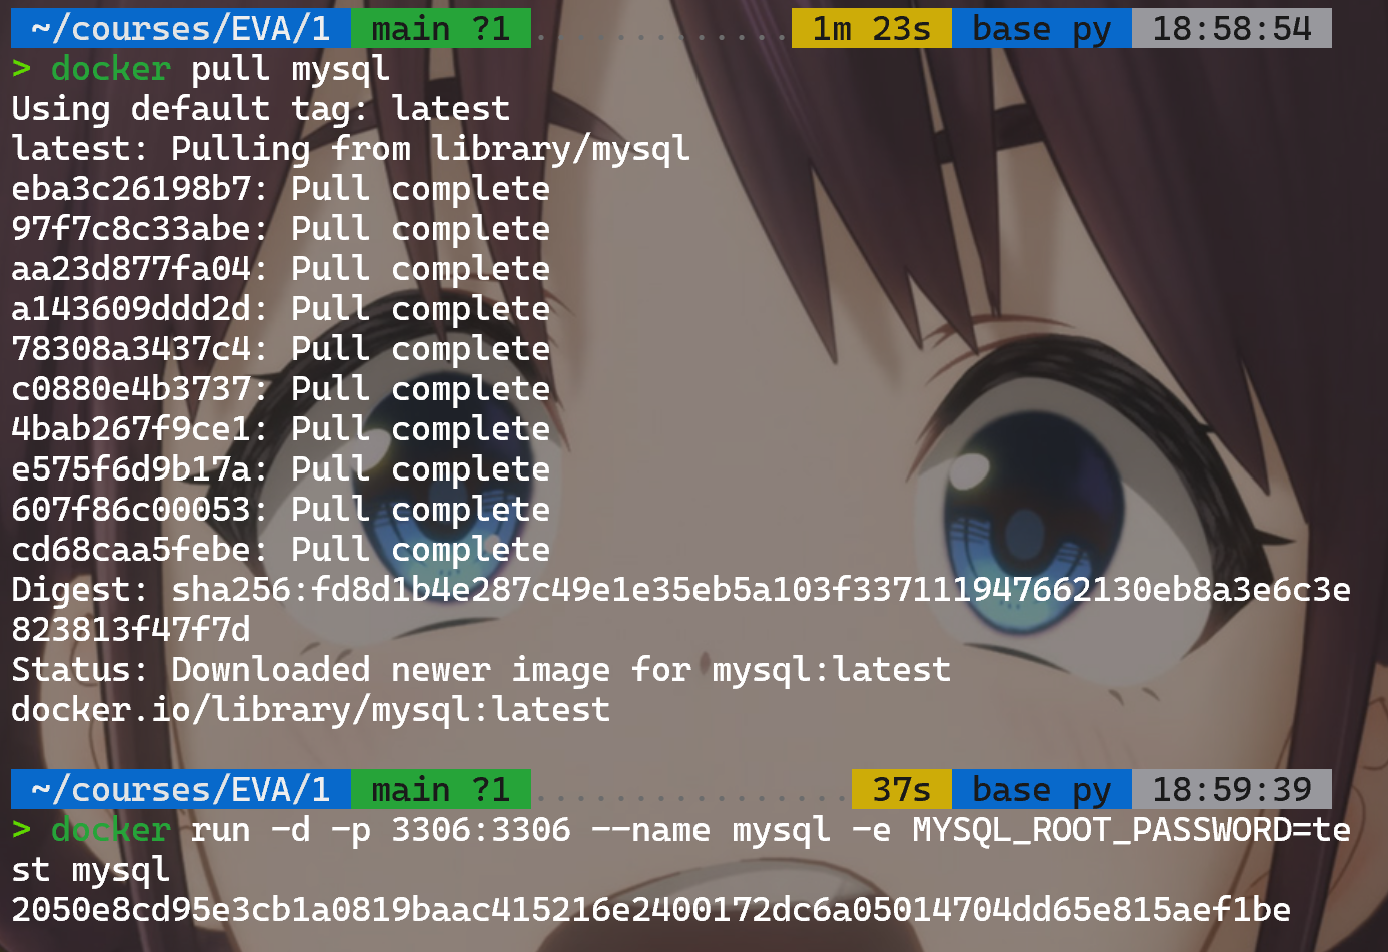 ~/courses/EVA/1 main ?1 ............. 1m 23s base py 18:58:54
> docker pull mysql
Using default tag: latest
latest: Pulling from library/mysql
eba3c26198b7: Pull complete
97f7c8c33abe: Pull complete
aa23d877fa04: Pull complete
a143609ddd2d: Pull complete
78308a3437c4: Pull complete
c0880e4b3737: Pull complete
4bab267f9ce1: Pull complete
e575f6d9b17a: Pull complete
607f86c00053: Pull complete
cd68caa5febe: Pull complete
Digest: sha256:fd8d1b4e287c49e1e35eb5a103f337111947662130eb8a3e6c3e
823813f47f7d
Status: Downloaded newer image for mysql:latest
docker.io/library/mysql:latest
~/courses/EVA/1 main ?1 ................ 37s base py 18:59:39
> docker run -d -p 3306:3306 --name mysql -e MYSQL_ROOT_PASSWORD=te
st mysql
2050e8cd95e3cb1a0819baac415216e2400172dc6a05014704dd65e815aef1be